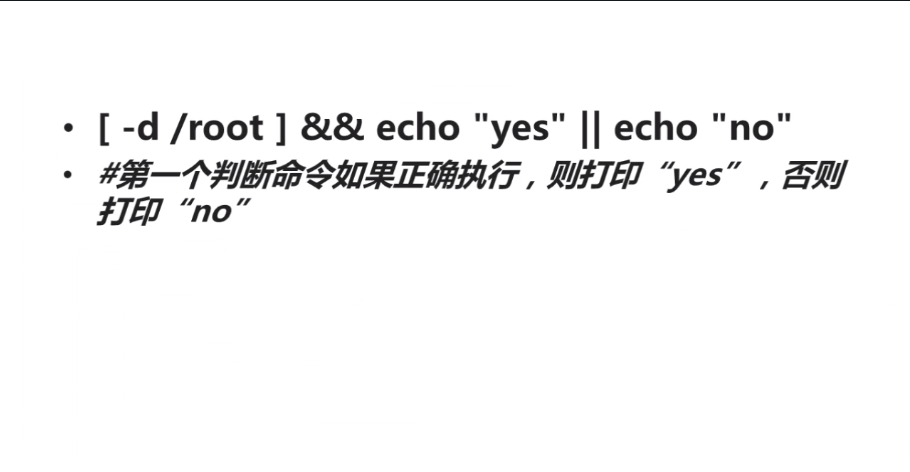 • [ -d /root ] && echo "yes" || echo "no"
• #第一个判断命令如果正确执行，则打印“yes”，否则
打印“no”